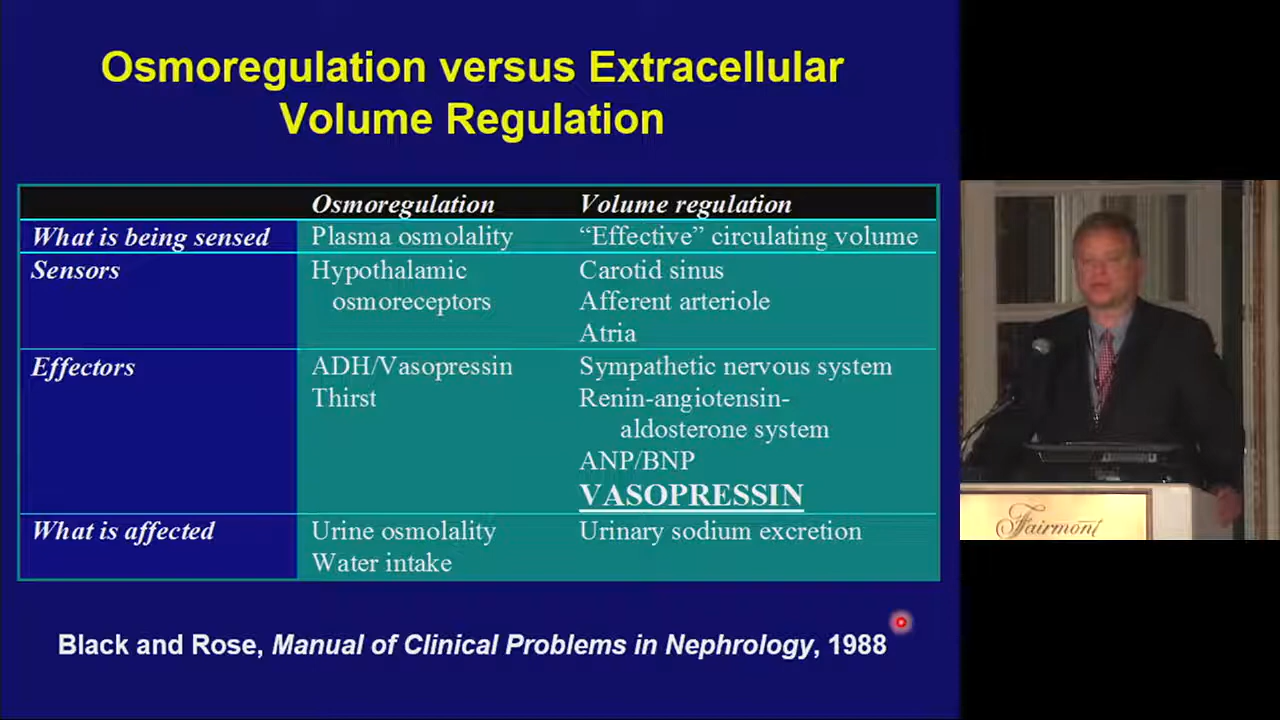 Osmoregulation versus Extracellular
Volume Regulation
Osmoregulation Volume regulation
What is being sensed Plasma osmolality “Effective” circulating volume
Sensors Hypothalamic Carotid sinus
osmoreceptors Afferent arteriole
Atria
Effectors ADH/Vasopressin Sympathetic nervous system
Thirst Renin-angiotensin-
aldosterone system
ANP/BNP
VASOPRESSIN
What is affected Urine osmolality Urinary sodium excretion
Water intake
Black and Rose, Manual of Clinical Problems in Nephrology, 1988
Fairmont